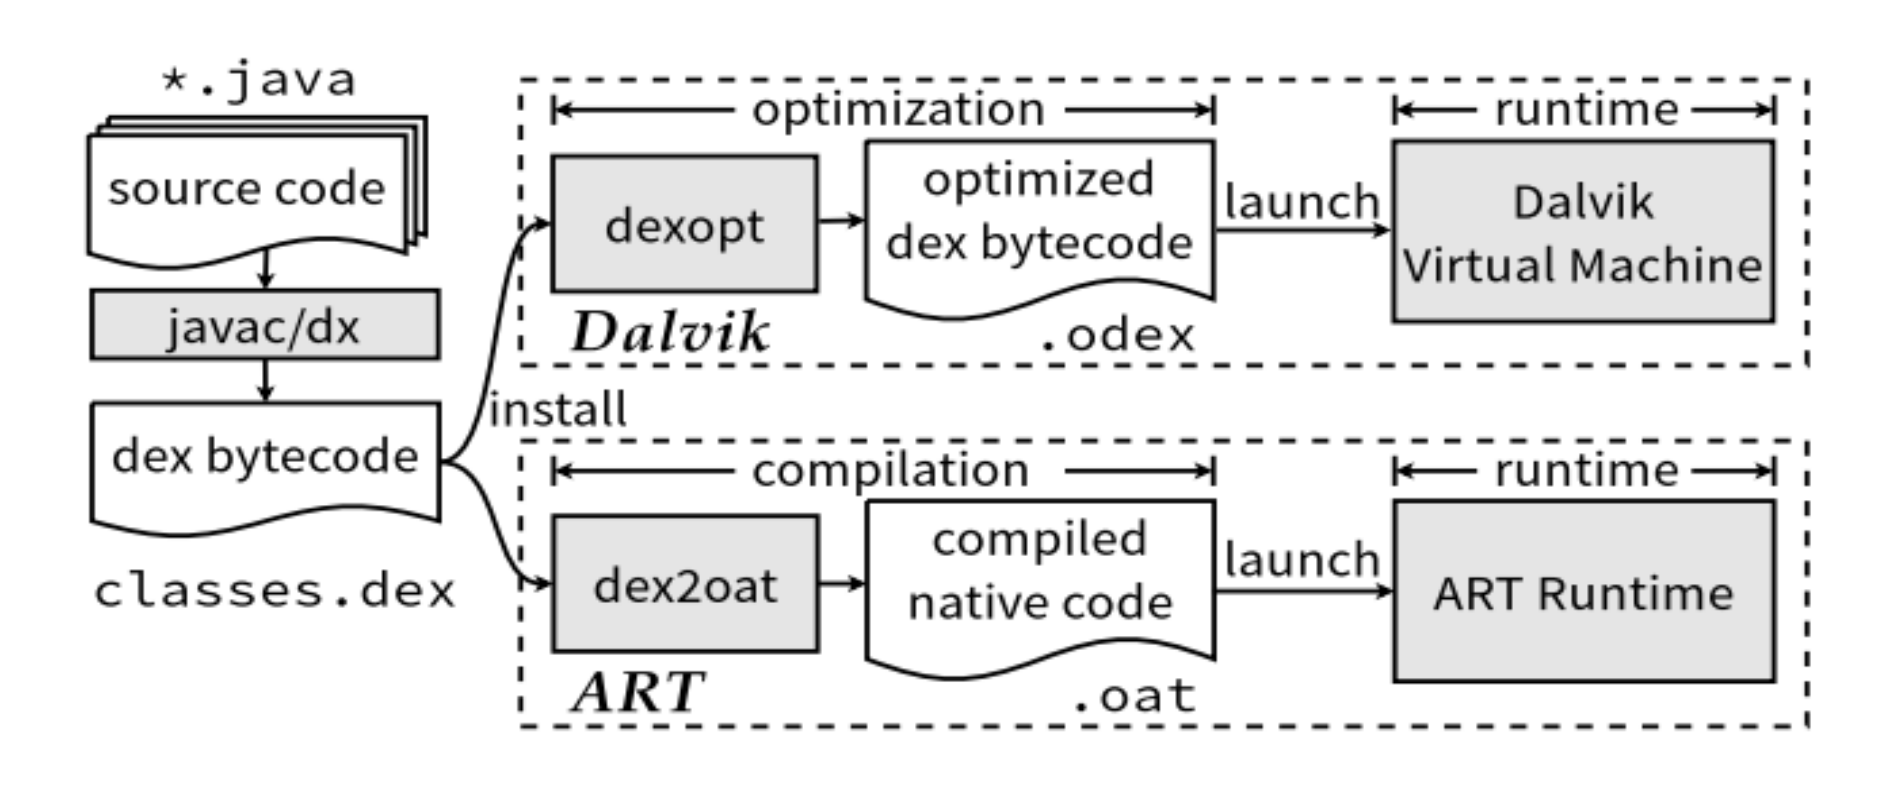 *.java
source code
javac/dx
dex bytecode
classes.dex
install
optimization
runtime
dexopt
optimized
dex bytecode
launch
Dalvik
Virtual Machine
Dalvik
.odex
compilation
runtime
dex2oat
compiled
native code
launch
ART Runtime
ART
.oat